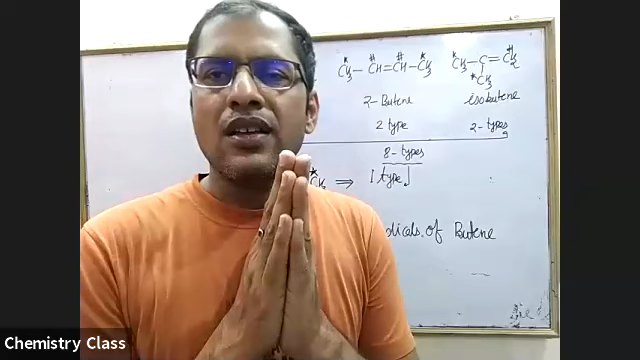 * # # * * #
CH3 - CH = CH - CH3 CH3 - C = CH2
* CH3
2-Butene isobutene
2 type 2-types
8-types
CH3 ⇒ 1 type
dicals of Butene
Chemistry Class